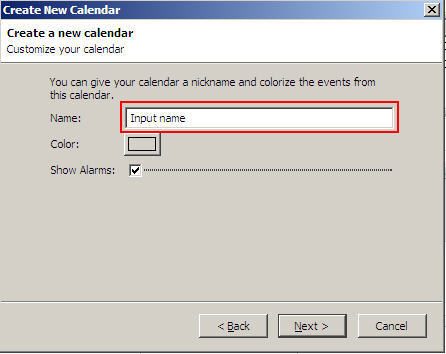 Create New Calendar
Create a new calendar
Customize your calendar
You can give your calendar a nickname and colorize the events from
this calendar.
Name: Input name
Color:
Show Alarms:
< Back Next > Cancel